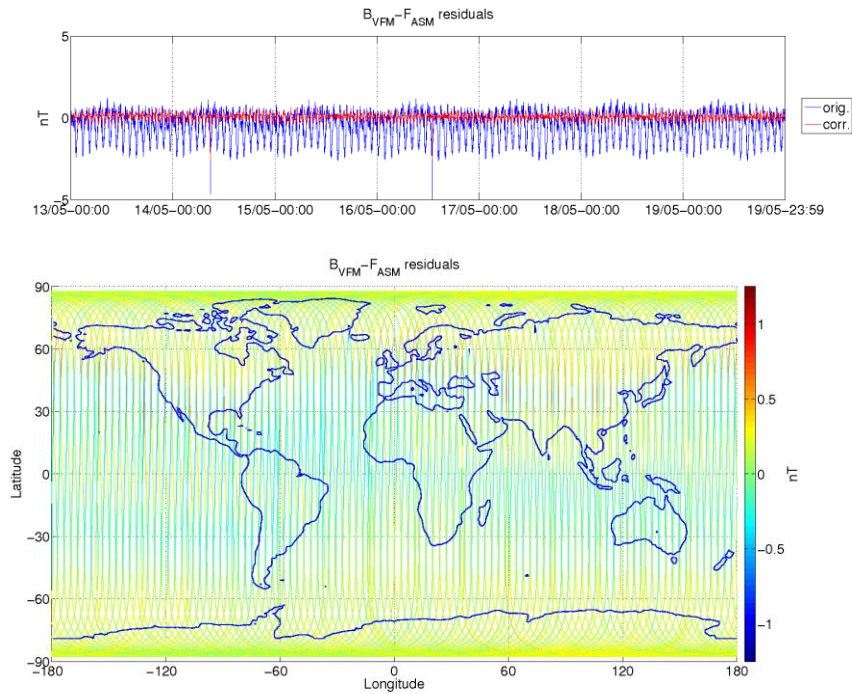 B_VFM−F_ASM residuals
5
0
−5
nT
orig.
corr.
13/05−00:00 14/05−00:00 15/05−00:00 16/05−00:00 17/05−00:00 18/05−00:00 19/05−00:00 19/05−23:59
B_VFM−F_ASM residuals
90
60
30
0
−30
−60
−90
Latitude
−180 −120 −60 0 60 120 180
Longitude
1
0.5
0
−0.5
−1
nT